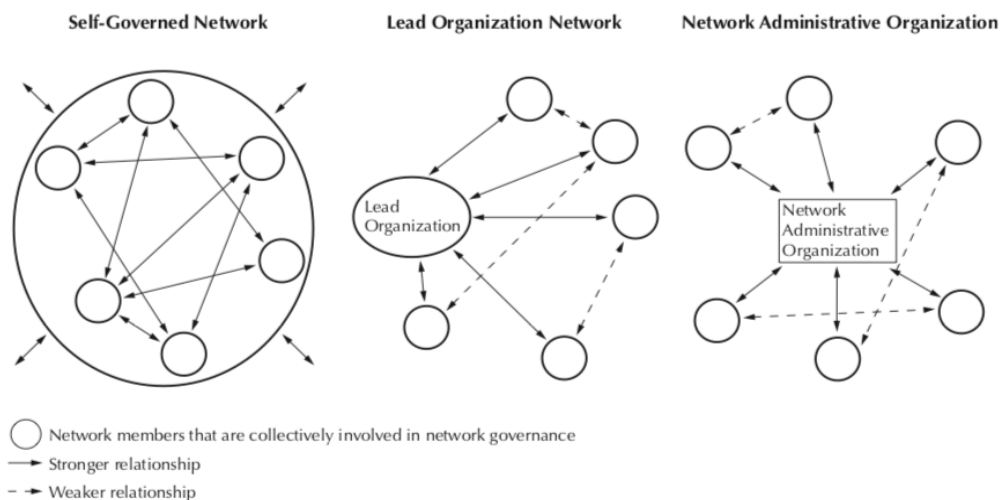 Self-Governed Network
Lead Organization Network
Network Administrative Organization
Lead
Organization
Network
Administrative
Organization
Network members that are collectively involved in network governance
Stronger relationship
Weaker relationship